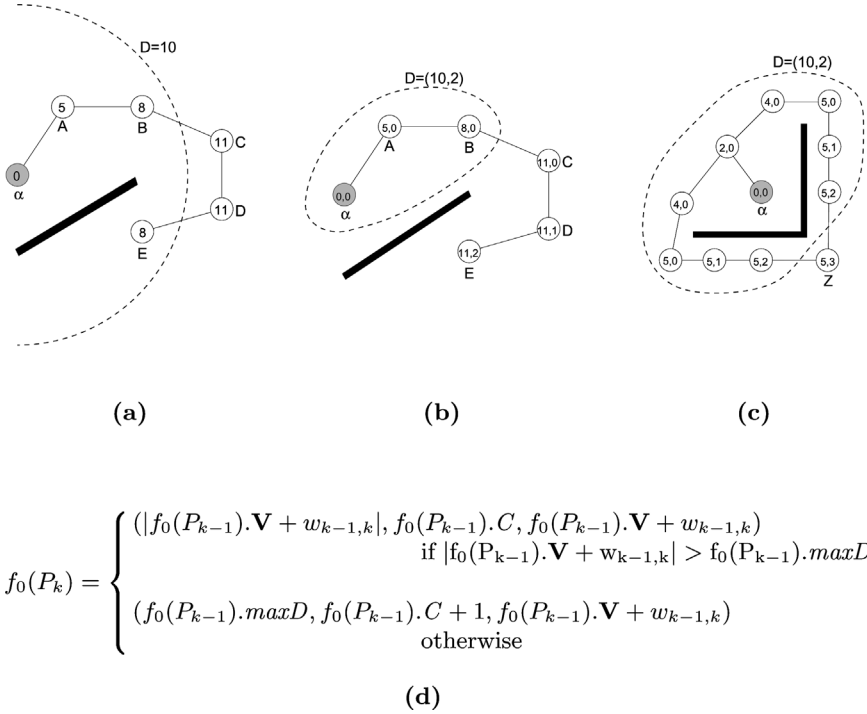 D=10
5
A
8
B
11 C
0
α
11 D
8
E
D=(10,2)
5,0
A
8,0
B
11,0 C
0,0
α
11,1 D
11,2
E
D=(10,2)
4,0 5,0
2,0 5,1
0,0
α
5,2
4,0
5,0 5,1 5,2 5,3
Z
(a) (b) (c)
(|f₀(Pₖ₋₁).V + wₖ₋₁,ₖ|, f₀(Pₖ₋₁).C, f₀(Pₖ₋₁).V + wₖ₋₁,ₖ)
if |f₀(Pₖ₋₁).V + wₖ₋₁,ₖ| > f₀(Pₖ₋₁).maxD
f₀(Pₖ) = {
(f₀(Pₖ₋₁).maxD, f₀(Pₖ₋₁).C + 1, f₀(Pₖ₋₁).V + wₖ₋₁,ₖ)
otherwise
(d)